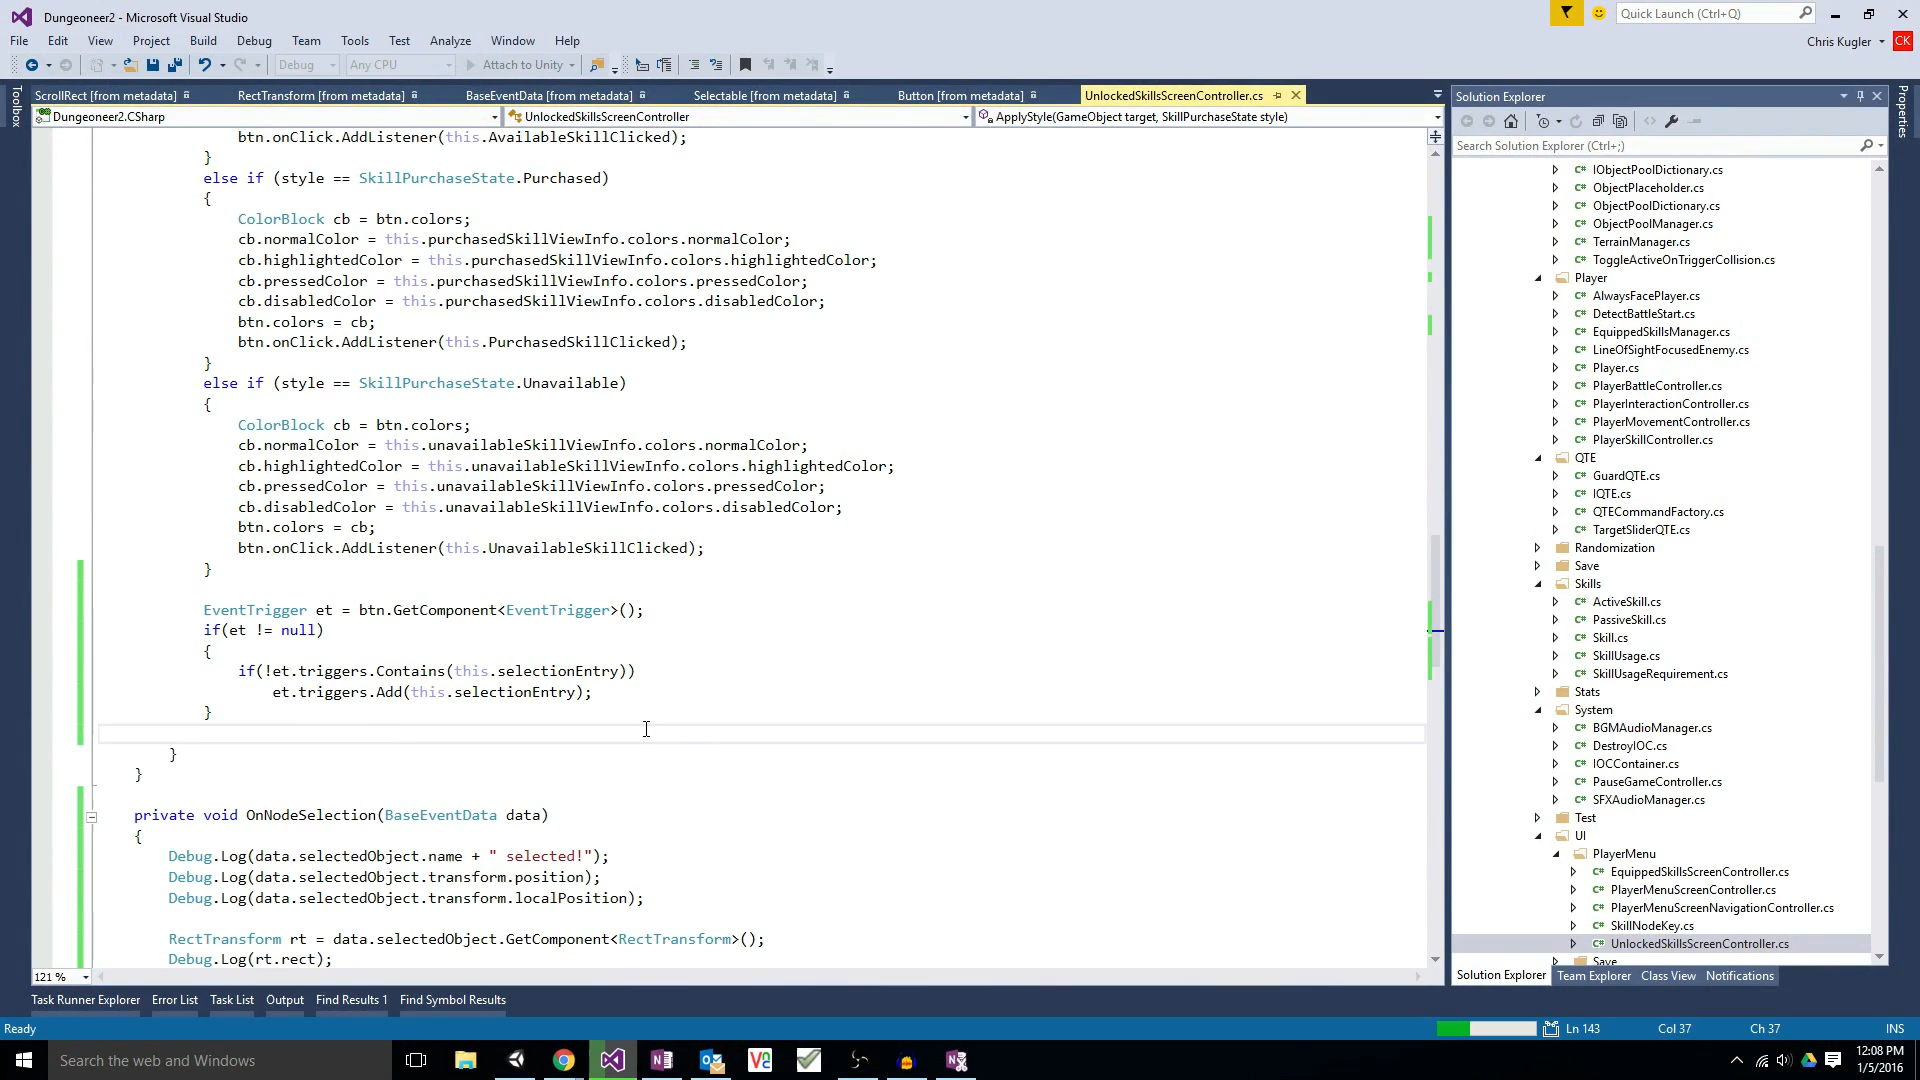 Dungeoneer2 - Microsoft Visual Studio
Quick Launch (Ctrl+Q)
File Edit View Project Build Debug Team Tools Test Analyze Window Help
Chris Kugler CK
Debug Any CPU Attach to Unity
Toolbox
ScrollRect [from metadata] RectTransform [from metadata] BaseEventData [from metadata] Selectable [from metadata] Button [from metadata] UnlockedSkillsScreenController.cs
Dungeoneer2.CSharp UnlockedSkillsScreenController ApplyStyle(GameObject target, SkillPurchaseState style)
btn.onClick.AddListener(this.AvailableSkillClicked);
}
else if (style == SkillPurchaseState.Purchased)
{
ColorBlock cb = btn.colors;
cb.normalColor = this.purchasedSkillViewInfo.colors.normalColor;
cb.highlightedColor = this.purchasedSkillViewInfo.colors.highlightedColor;
cb.pressedColor = this.purchasedSkillViewInfo.colors.pressedColor;
cb.disabledColor = this.purchasedSkillViewInfo.colors.disabledColor;
btn.colors = cb;
btn.onClick.AddListener(this.PurchasedSkillClicked);
}
else if (style == SkillPurchaseState.Unavailable)
{
ColorBlock cb = btn.colors;
cb.normalColor = this.unavailableSkillViewInfo.colors.normalColor;
cb.highlightedColor = this.unavailableSkillViewInfo.colors.highlightedColor;
cb.pressedColor = this.unavailableSkillViewInfo.colors.pressedColor;
cb.disabledColor = this.unavailableSkillViewInfo.colors.disabledColor;
btn.colors = cb;
btn.onClick.AddListener(this.UnavailableSkillClicked);
}
EventTrigger et = btn.GetComponent<EventTrigger>();
if(et != null)
{
if(!et.triggers.Contains(this.selectionEntry))
et.triggers.Add(this.selectionEntry);
}
}
}
private void OnNodeSelection(BaseEventData data)
{
Debug.Log(data.selectedObject.name + " selected!");
Debug.Log(data.selectedObject.transform.position);
Debug.Log(data.selectedObject.transform.localPosition);
RectTransform rt = data.selectedObject.GetComponent<RectTransform>();
Debug.Log(rt.rect);
121 %
Solution Explorer
Search Solution Explorer (Ctrl+;)
C# IObjectPoolDictionary.cs
C# ObjectPlaceholder.cs
C# ObjectPoolDictionary.cs
C# ObjectPoolManager.cs
C# TerrainManager.cs
C# ToggleActiveOnTriggerCollision.cs
Player
C# AlwaysFacePlayer.cs
C# DetectBattleStart.cs
C# EquippedSkillsManager.cs
C# LineOfSightFocusedEnemy.cs
C# Player.cs
C# PlayerBattleController.cs
C# PlayerInteractionController.cs
C# PlayerMovementController.cs
C# PlayerSkillController.cs
QTE
C# GuardQTE.cs
C# IQTE.cs
C# QTECommandFactory.cs
C# TargetSliderQTE.cs
Randomization
Save
Skills
C# ActiveSkill.cs
C# PassiveSkill.cs
C# Skill.cs
C# SkillUsage.cs
C# SkillUsageRequirement.cs
Stats
System
C# BGMAudioManager.cs
C# DestroyIOC.cs
C# IOCContainer.cs
C# PauseGameController.cs
C# SFXAudioManager.cs
Test
UI
PlayerMenu
C# EquippedSkillsScreenController.cs
C# PlayerMenuScreenController.cs
C# PlayerMenuScreenNavigationController.cs
C# SkillNodeKey.cs
C# UnlockedSkillsScreenController.cs
Save
Solution Explorer Team Explorer Class View Notifications
Properties
Task Runner Explorer Error List Task List Output Find Results 1 Find Symbol Results
Ready Ln 143 Col 37 Ch 37 INS
Search the web and Windows
12:08 PM
1/5/2016